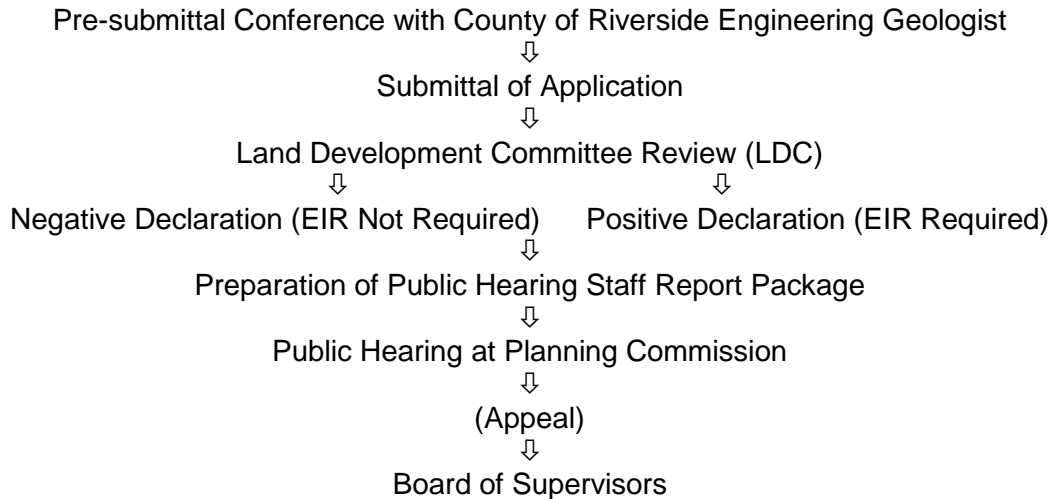 Pre-submittal Conference with County of Riverside Engineering Geologist
⇩
Submittal of Application
⇩
Land Development Committee Review (LDC)
⇩ ⇩
Negative Declaration (EIR Not Required) Positive Declaration (EIR Required)
⇩
Preparation of Public Hearing Staff Report Package
⇩
Public Hearing at Planning Commission
⇩
(Appeal)
⇩
Board of Supervisors